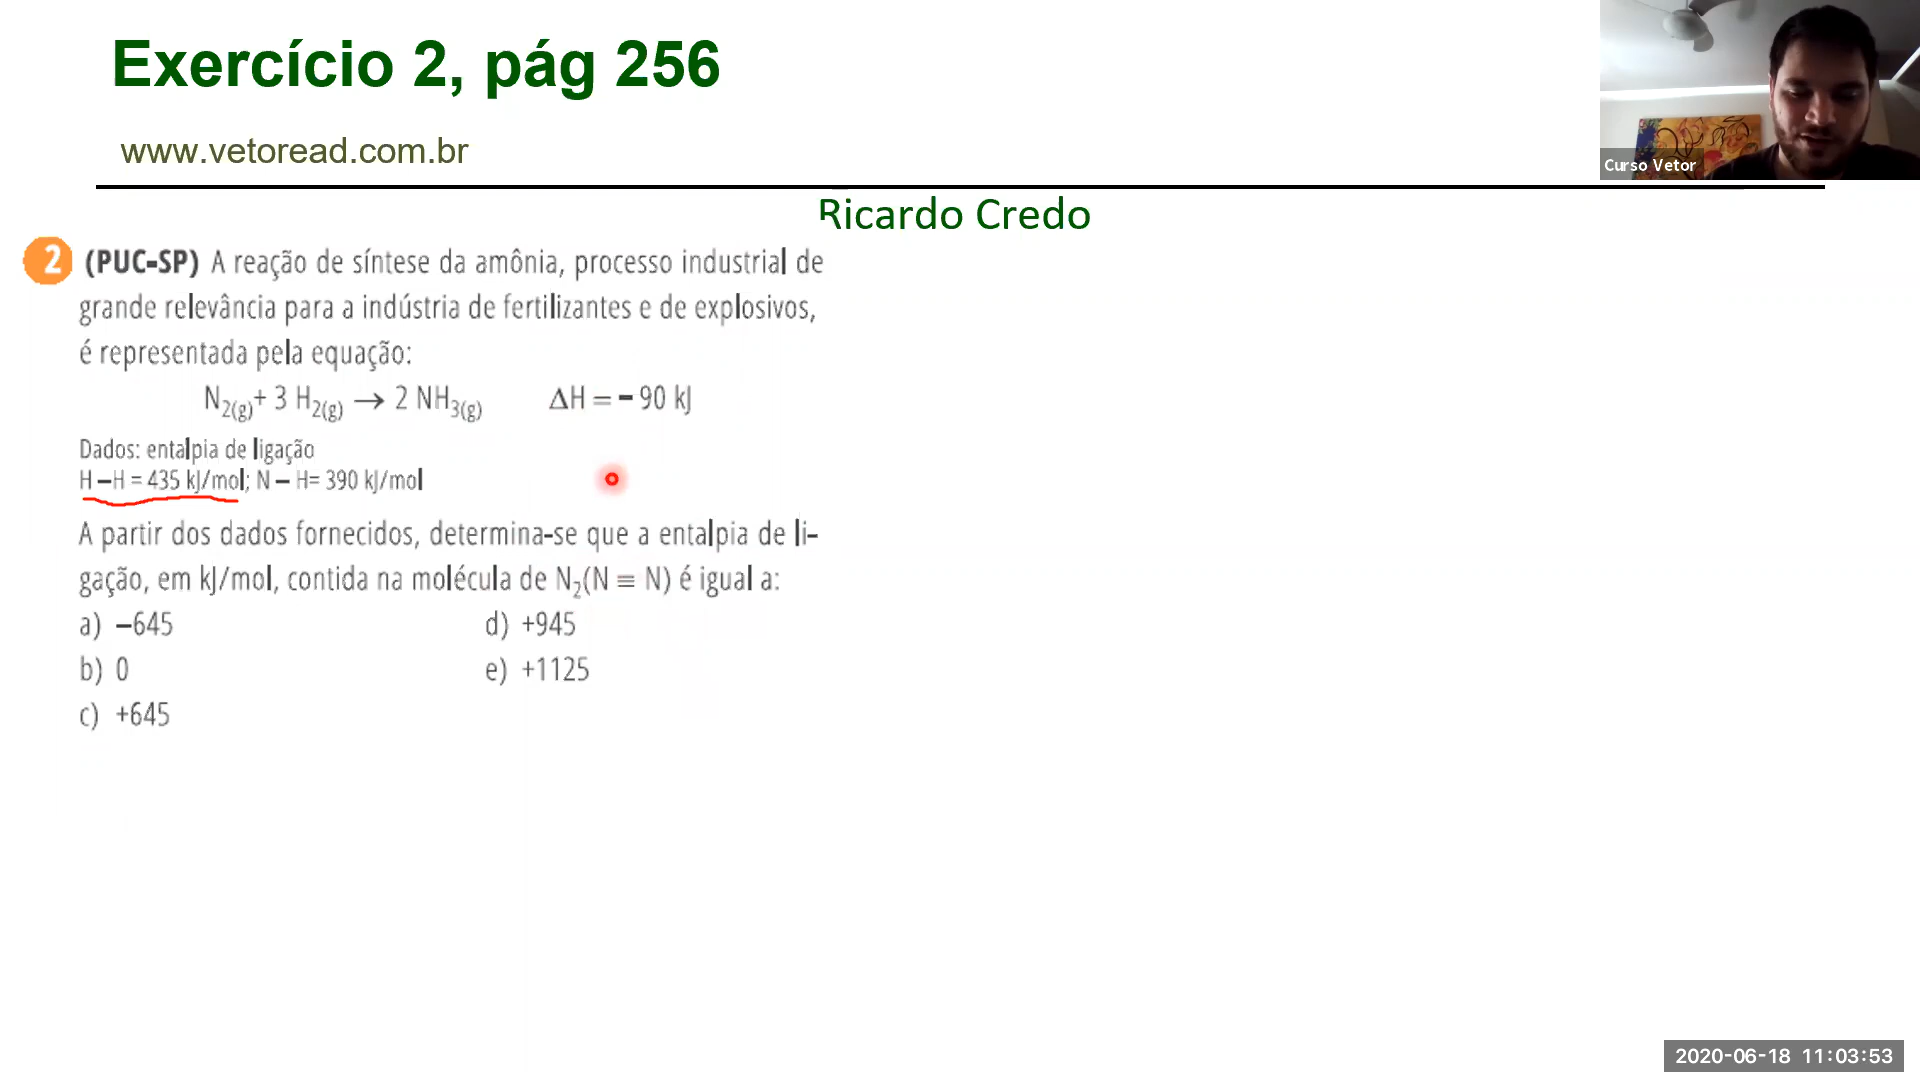 Exercício 2, pág 256
www.vetoread.com.br
Curso Vetor
Ricardo Credo
2 (PUC-SP) A reação de síntese da amônia, processo industrial de
grande relevância para a indústria de fertilizantes e de explosivos,
é representada pela equação:
N₂(g)+ 3 H₂(g) → 2 NH₃(g) ΔH = - 90 kJ
Dados: entalpia de ligação
H –H = 435 kJ/mol; N – H= 390 kJ/mol
A partir dos dados fornecidos, determina-se que a entalpia de li-
gação, em kJ/mol, contida na molécula de N₂(N ≡ N) é igual a:
a) –645 d) +945
b) 0 e) +1125
c) +645
2020-06-18 11:03:53